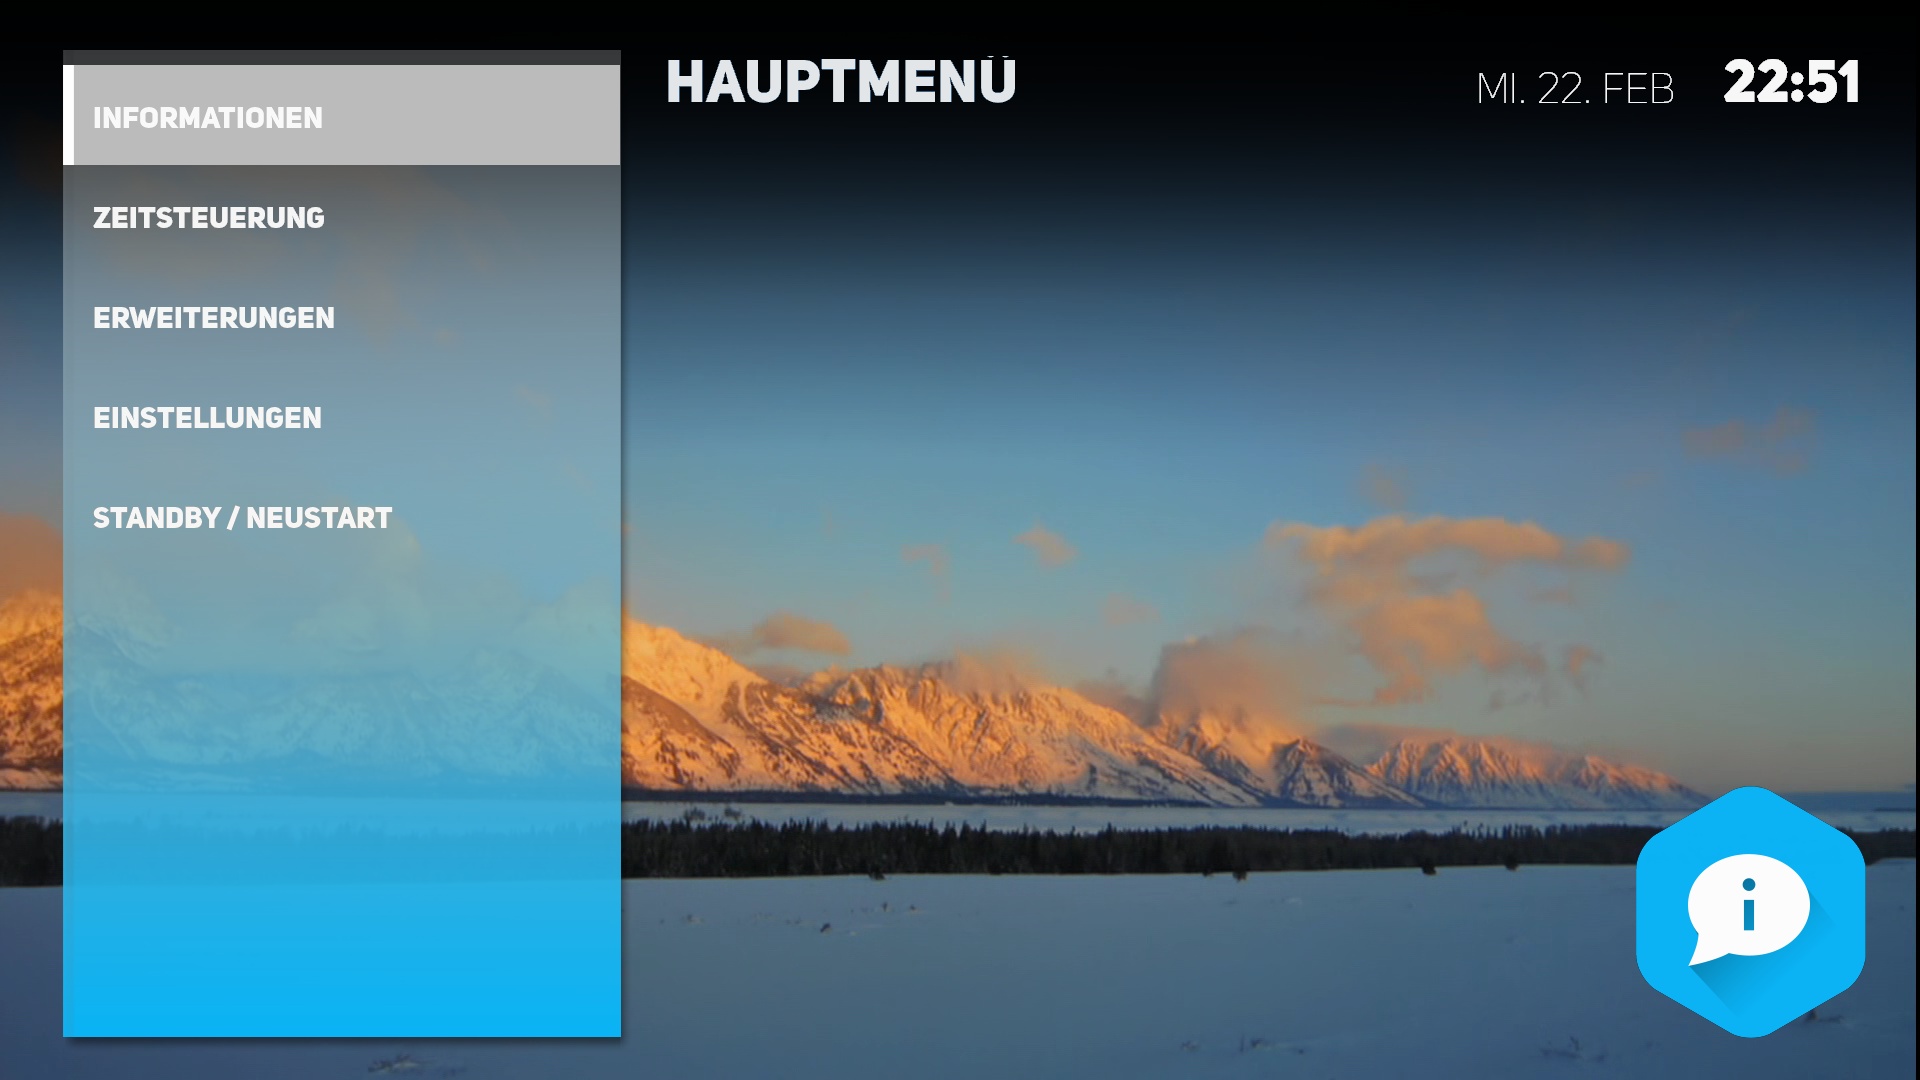 HAUPTMENÜ
MI. 22. FEB 22:51
INFORMATIONEN
ZEITSTEUERUNG
ERWEITERUNGEN
EINSTELLUNGEN
STANDBY / NEUSTART
i